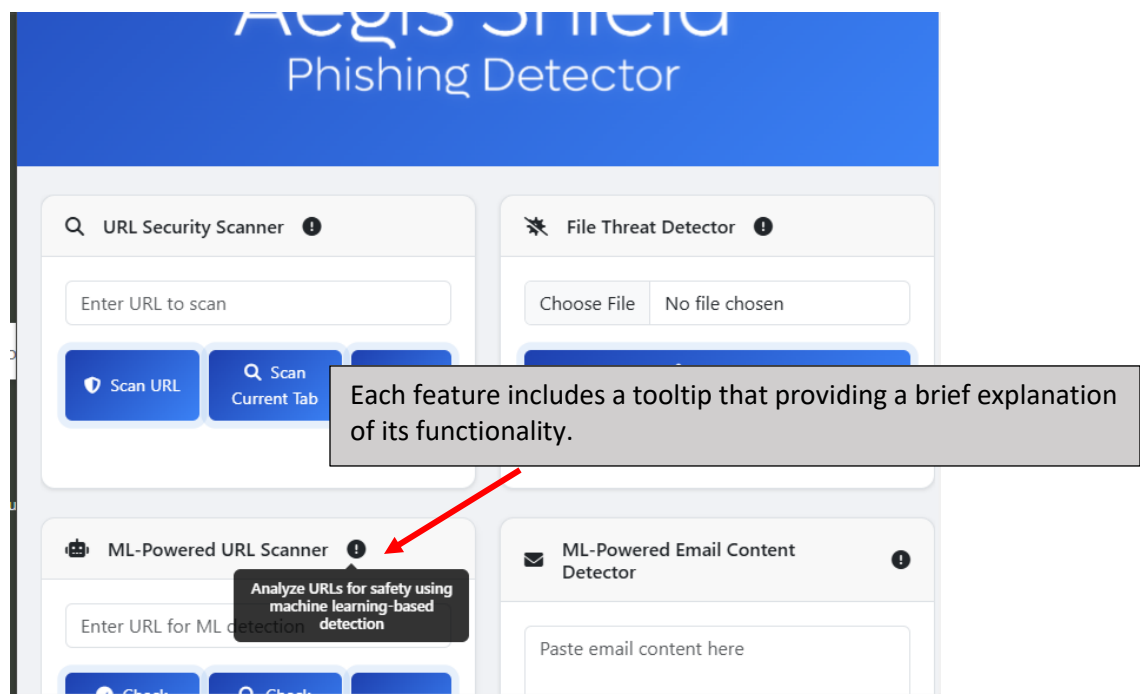 Aegis Shield
Phishing Detector
URL Security Scanner
File Threat Detector
Enter URL to scan
Choose File No file chosen
Scan URL
Scan
Current Tab
Each feature includes a tooltip that providing a brief explanation
of its functionality.
ML-Powered URL Scanner
Analyze URLs for safety using
machine learning-based
detection
Enter URL for ML detection
Check
Check
ML-Powered Email Content
Detector
Paste email content here